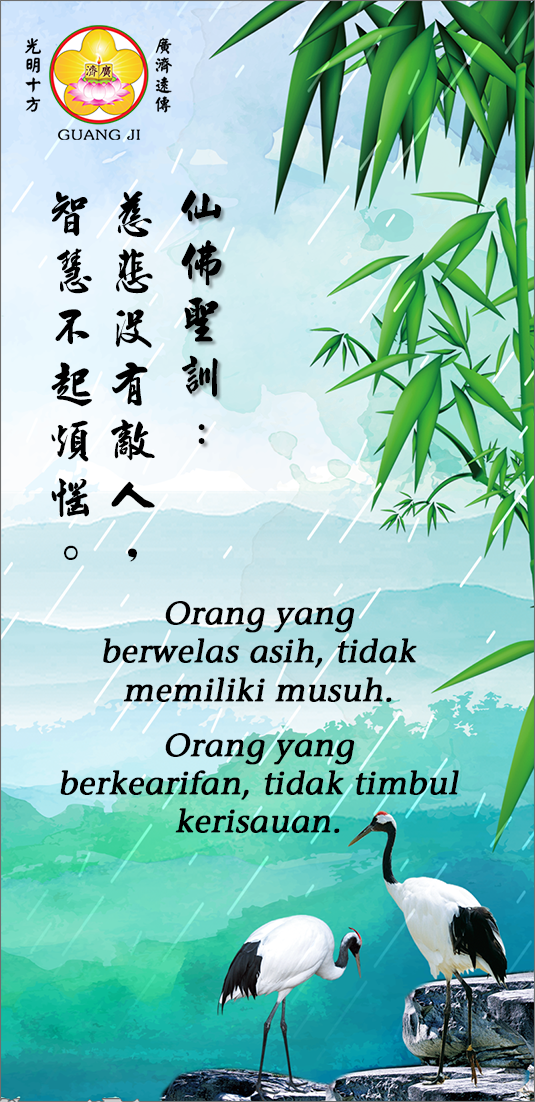 光明十方
廣濟
廣濟遠傳
GUANG JI
仙佛聖訓：
慈悲沒有敵人，
智慧不起煩惱。
Orang yang
berwelas asih, tidak
memiliki musuh.
Orang yang
berkearifan, tidak timbul
kerisauan.